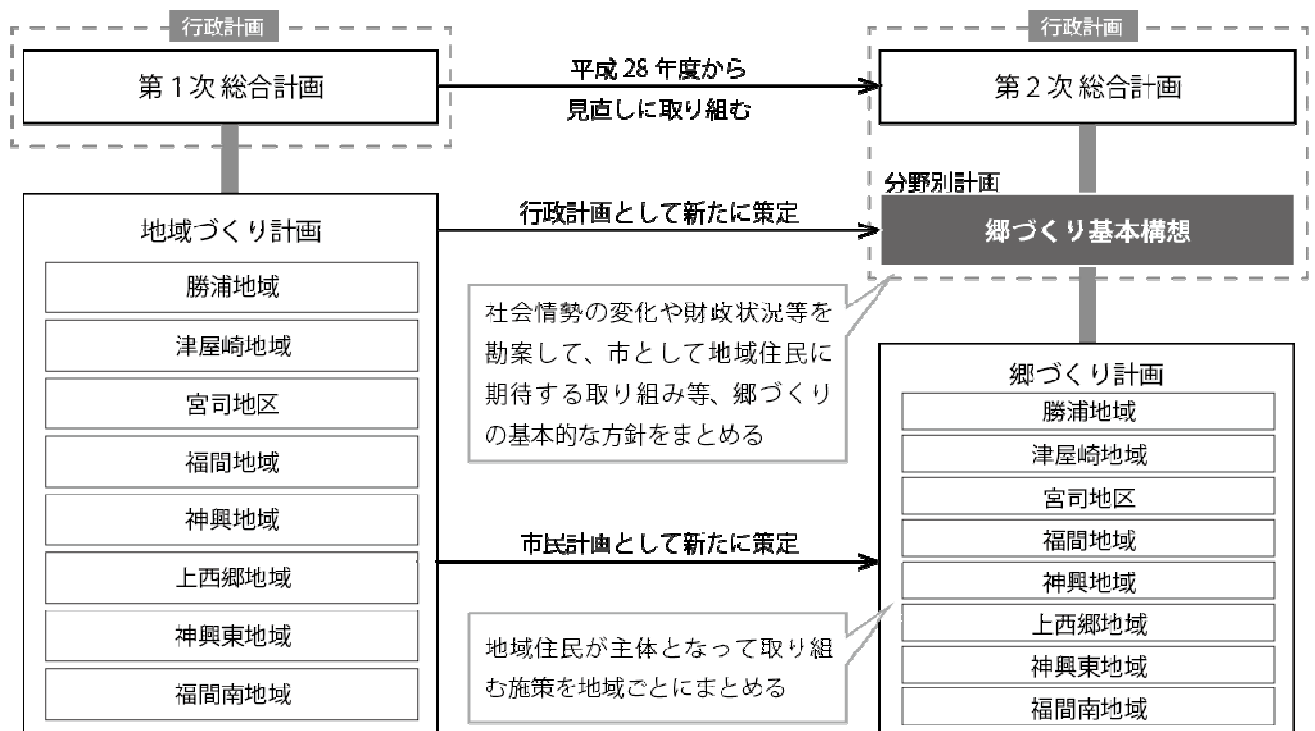 行政計画
第1次 総合計画
地域づくり計画
勝浦地域
津屋崎地域
宮司地区
福間地域
神興地域
上西郷地域
神興東地域
福間南地域
平成 28 年度から
見直しに取り組む
行政計画として新たに策定
社会情勢の変化や財政状況等を
勘案して、市として地域住民に
期待する取り組み等、郷づくり
の基本的な方針をまとめる
市民計画として新たに策定
地域住民が主体となって取り組
む施策を地域ごとにまとめる
行政計画
第2次 総合計画
分野別計画
郷づくり基本構想
郷づくり計画
勝浦地域
津屋崎地域
宮司地区
福間地域
神興地域
上西郷地域
神興東地域
福間南地域